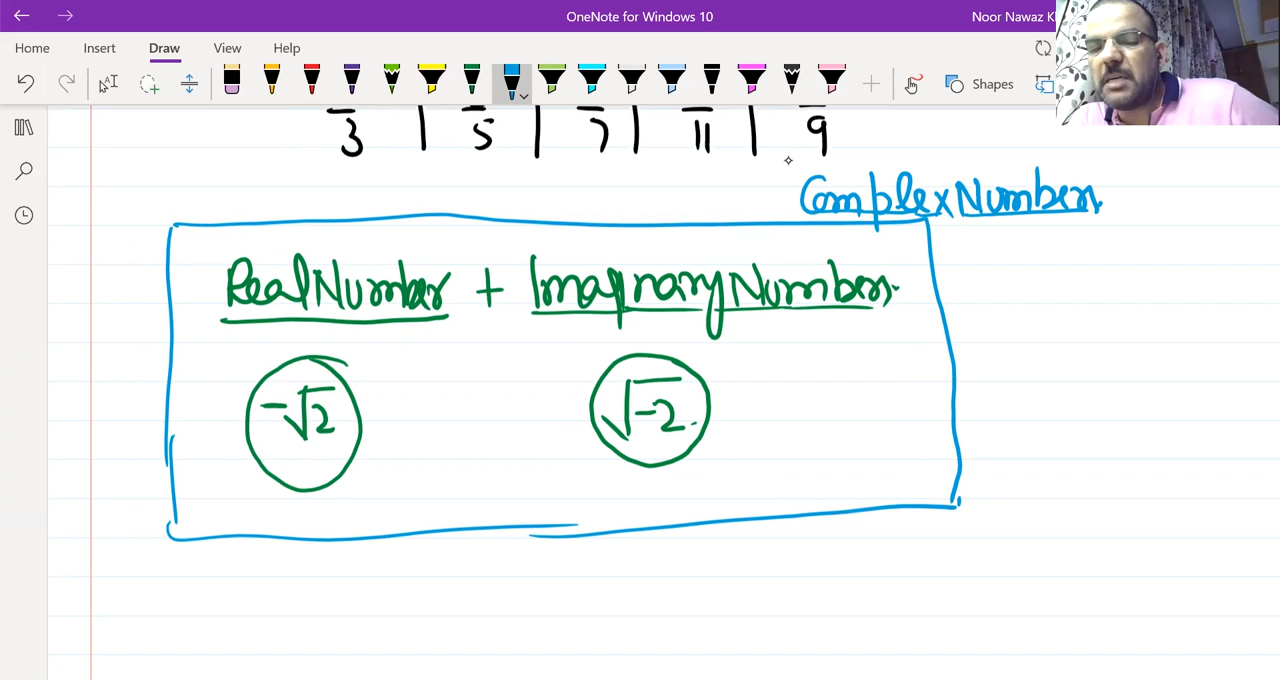 OneNote for Windows 10
Noor Nawaz K
Home Insert Draw View Help
Shapes
3 | 5 | 7 | 11 | 9
Complex Number.
Real Number + Imaginary Number.
-√2 √-2.